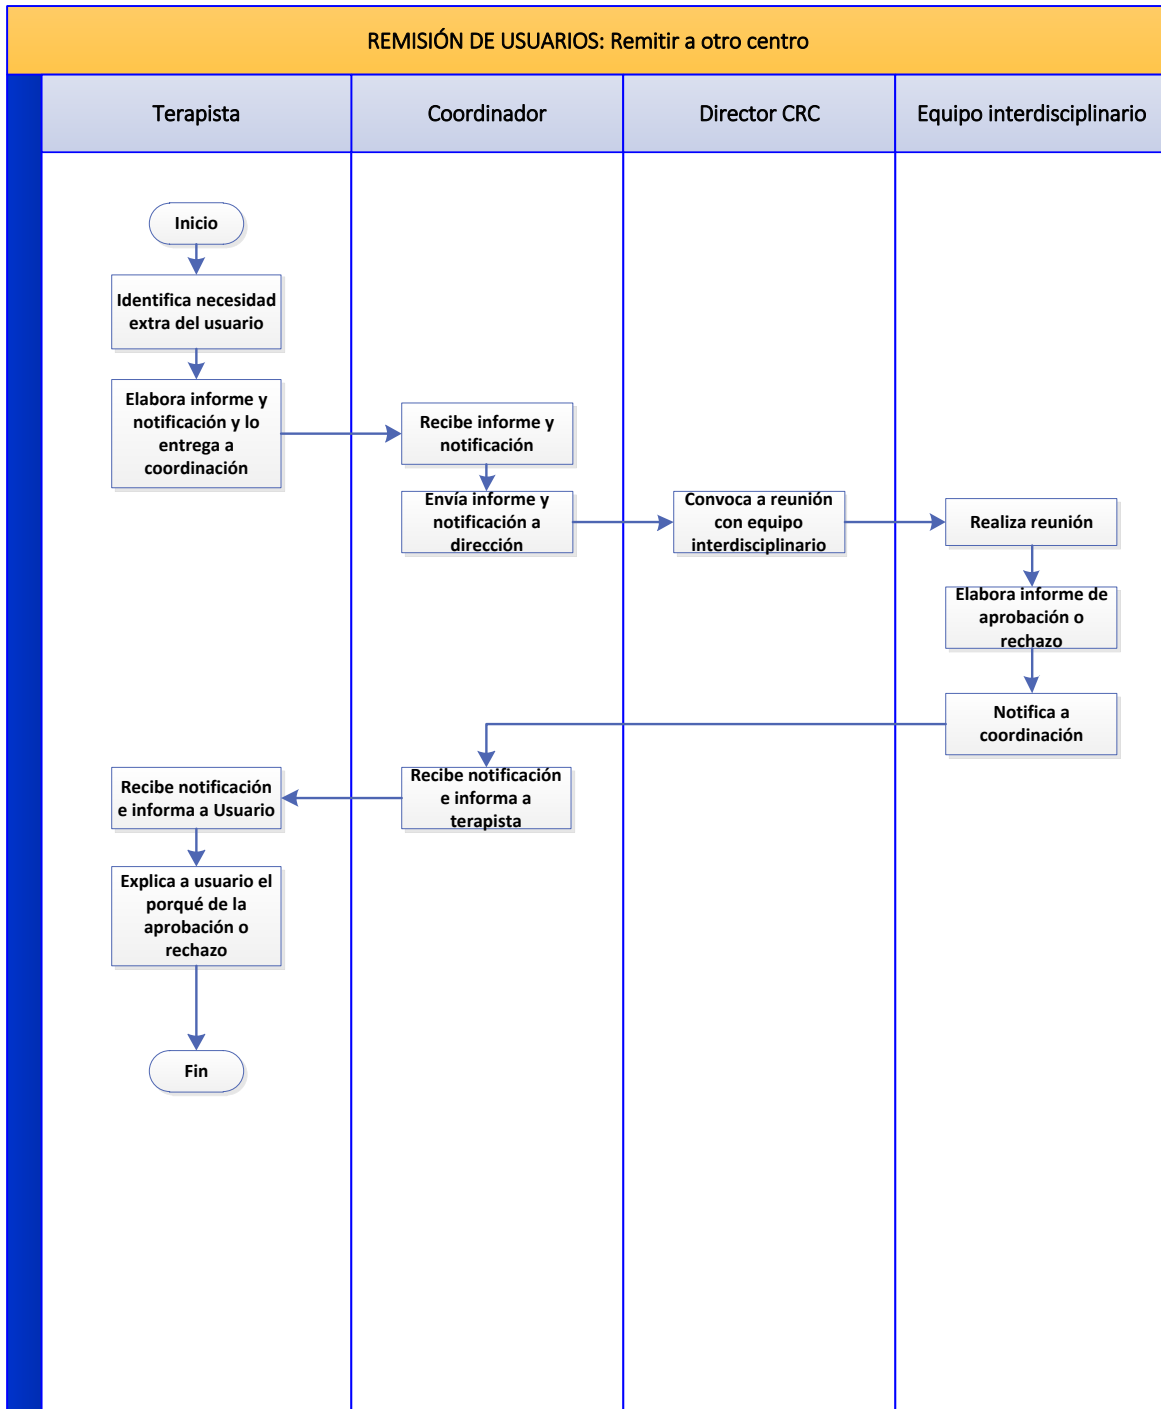 REMISIÓN DE USUARIOS: Remitir a otro centro
Terapista
Coordinador
Director CRC
Equipo interdisciplinario
Inicio
Identifica necesidad
extra del usuario
Elabora informe y
notificación y lo
entrega a
coordinación
Recibe informe y
notificación
Envía informe y
notificación a
dirección
Convoca a reunión
con equipo
interdisciplinario
Realiza reunión
Elabora informe de
aprobación o
rechazo
Notifica a
coordinación
Recibe notificación
e informa a
terapista
Recibe notificación
e informa a Usuario
Explica a usuario el
porqué de la
aprobación o
rechazo
Fin